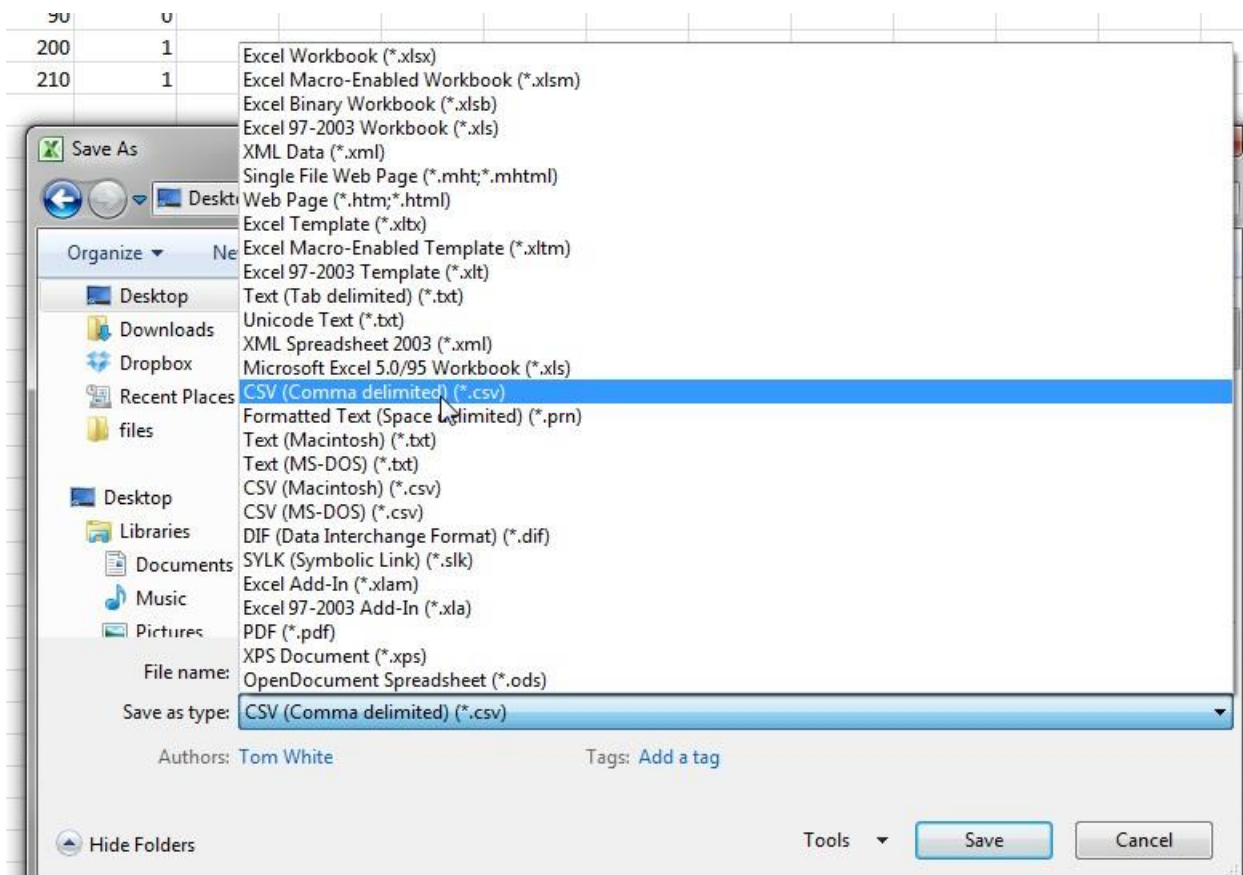 90 0
200 1
210 1
Excel Workbook (*.xlsx)
Excel Macro-Enabled Workbook (*.xlsm)
Excel Binary Workbook (*.xlsb)
Excel 97-2003 Workbook (*.xls)
XML Data (*.xml)
Single File Web Page (*.mht;*.mhtml)
Web Page (*.htm;*.html)
Excel Template (*.xltx)
Excel Macro-Enabled Template (*.xltm)
Excel 97-2003 Template (*.xlt)
Text (Tab delimited) (*.txt)
Unicode Text (*.txt)
XML Spreadsheet 2003 (*.xml)
Microsoft Excel 5.0/95 Workbook (*.xls)
CSV (Comma delimited) (*.csv)
Formatted Text (Space delimited) (*.prn)
Text (Macintosh) (*.txt)
Text (MS-DOS) (*.txt)
CSV (Macintosh) (*.csv)
CSV (MS-DOS) (*.csv)
DIF (Data Interchange Format) (*.dif)
SYLK (Symbolic Link) (*.slk)
Excel Add-In (*.xlam)
Excel 97-2003 Add-In (*.xla)
PDF (*.pdf)
XPS Document (*.xps)
OpenDocument Spreadsheet (*.ods)
Save As
Deskt
Organize Ne
Desktop
Downloads
Dropbox
Recent Places
files
Desktop
Libraries
Documents
Music
Pictures
File name:
Save as type: CSV (Comma delimited) (*.csv)
Authors: Tom White Tags: Add a tag
Hide Folders Tools Save Cancel